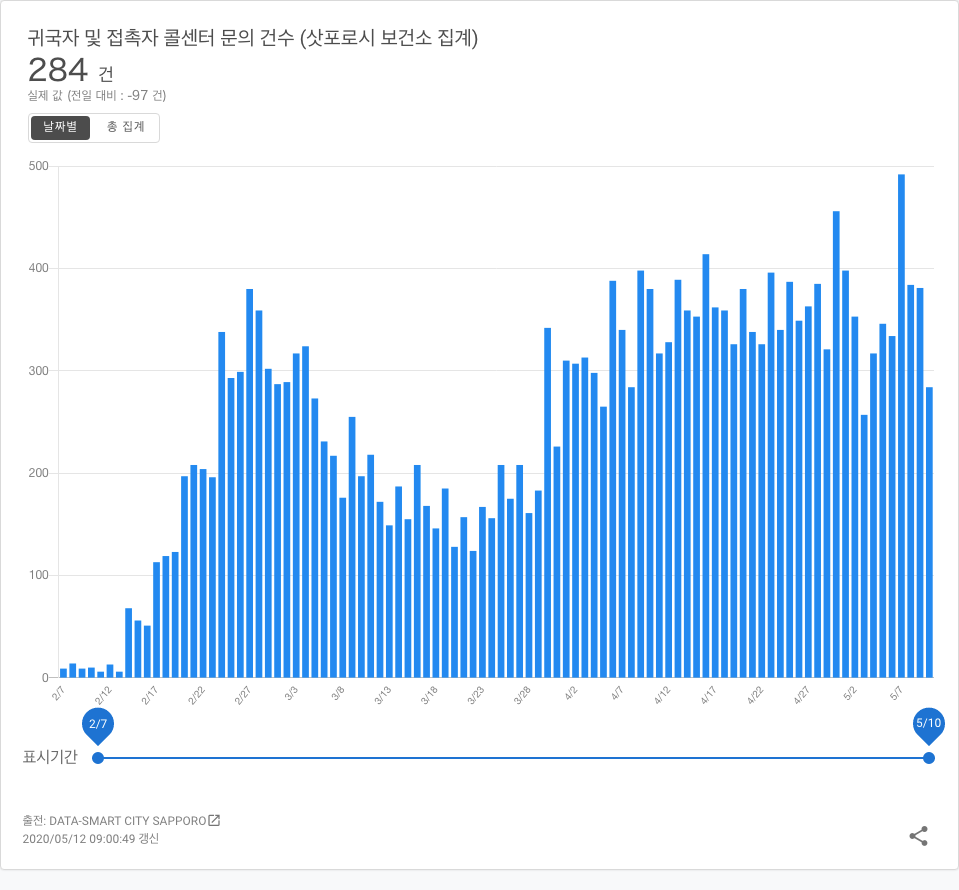 귀국자 및 접촉자 콜센터 문의 건수 (삿포로시 보건소 집계)
284 건
실제 값 (전일 대비 : -97 건)
날짜별 총 집계
500
400
300
200
100
0
2/7 2/12 2/17 2/22 2/27 3/3 3/8 3/13 3/18 3/23 3/28 4/2 4/7 4/12 4/17 4/22 4/27 5/2 5/7
2/7 5/10
표시기간
출전: DATA-SMART CITY SAPPORO
2020/05/12 09:00:49 갱신